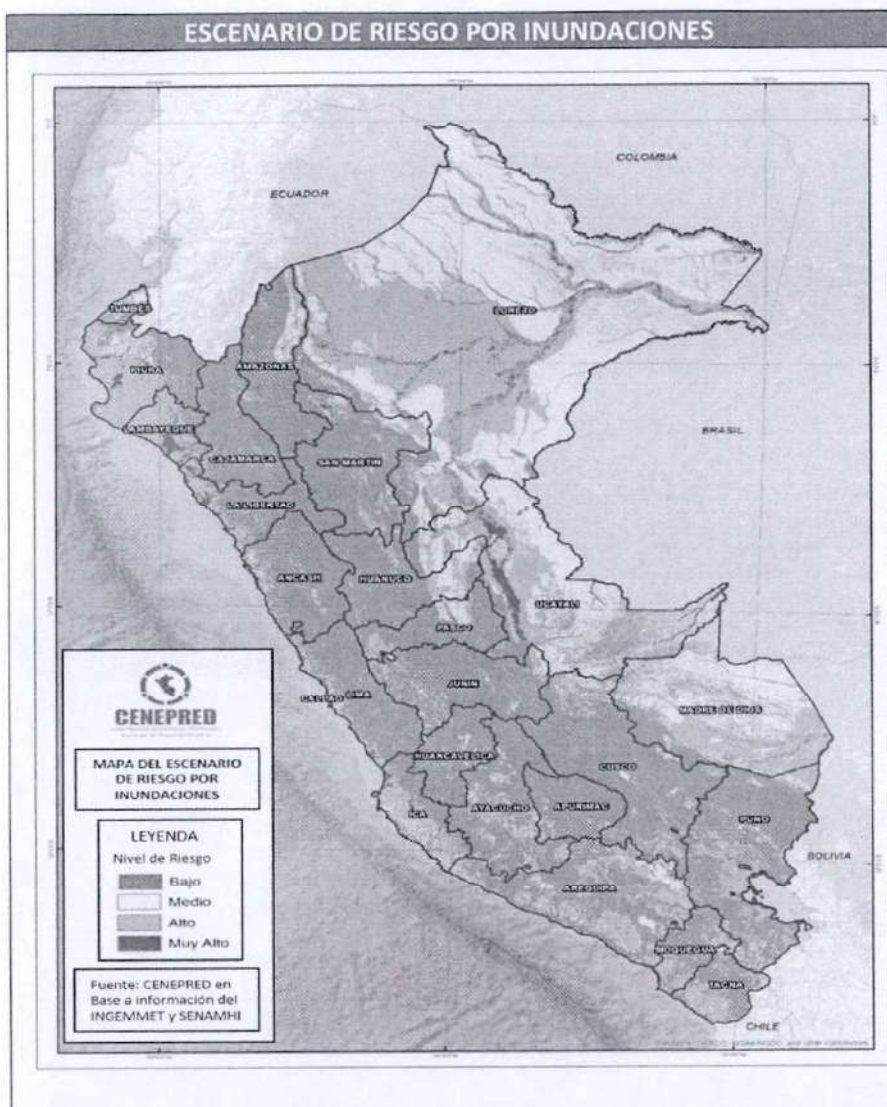 ESCENARIO DE RIESGO POR INUNDACIONES
COLOMBIA
ECUADOR
TUMBES
LORETO
PIURA
AMAZONAS
LAMBAYEQUE
BRASIL
CAJAMARCA
SAN MARTIN
LA LIBERTAD
ANCASH
HUANUCO
UCAYALI
PASCO
JUNIN
CALLAO
LIMA
MADRE DE DIOS
HUANCAVELICA
CUSCO
ICA
AYACUCHO
APURIMAC
PUNO
BOLIVIA
AREQUIPA
MOQUEGUA
TACNA
CHILE
CENEPRED
MAPA DEL ESCENARIO
DE RIESGO POR
INUNDACIONES
LEYENDA
Nivel de Riesgo
Bajo
Medio
Alto
Muy Alto
Fuente: CENEPRED en
Base a información del
INGEMMET y SENAMHI